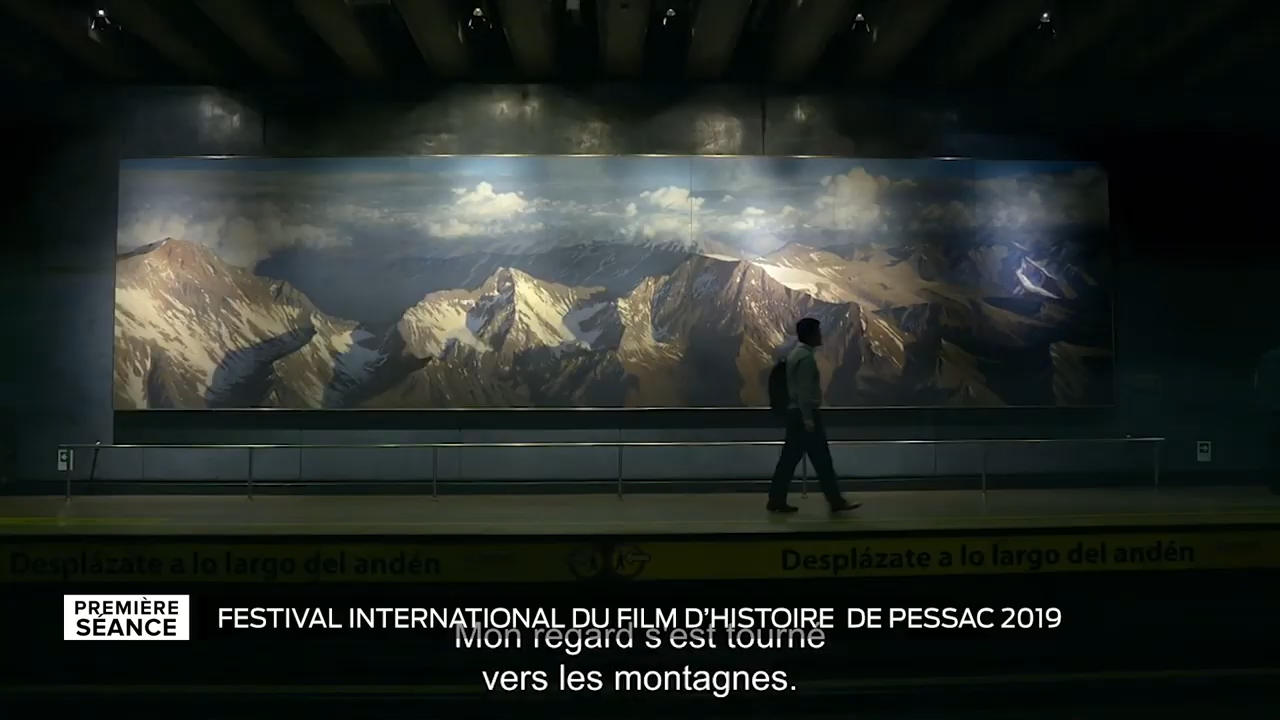 Desplázate a lo largo del andén
Desplázate a lo largo del andén
PREMIÈRE
SÉANCE
FESTIVAL INTERNATIONAL DU FILM D'HISTOIRE DE PESSAC 2019
Mon regard s'est tourné
vers les montagnes.